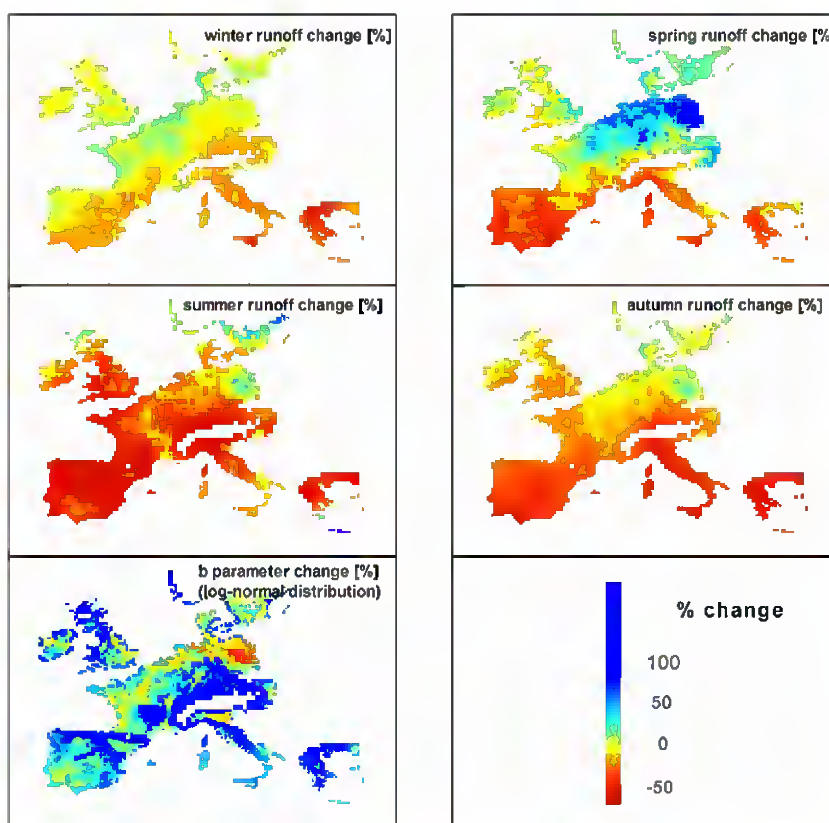 winter runoff change [%]
spring runoff change [%
summer runoff change [%]
autumn runoff change [%]
b parameter change [%]
(log-normal distribution)
% change
100
50
0
-50